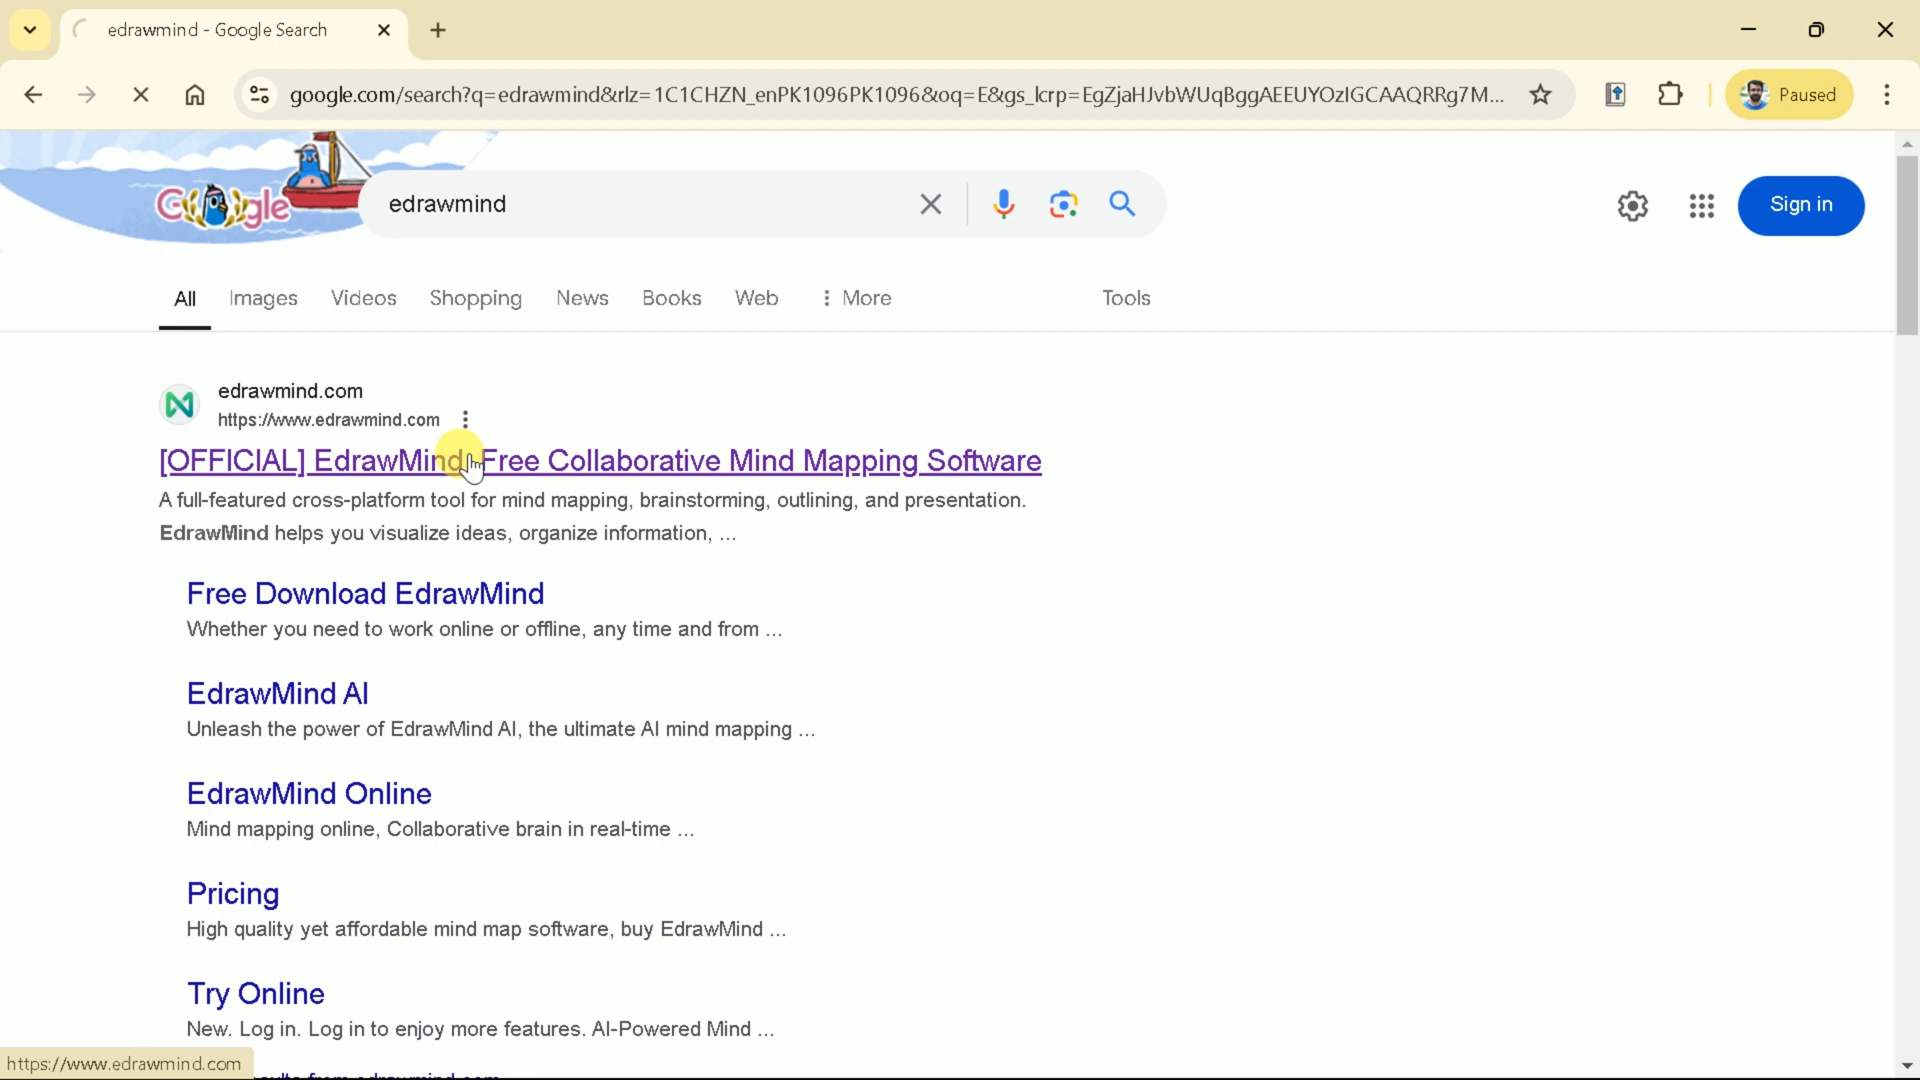 edrawmind - Google Search
google.com/search?q=edrawmind&rlz=1C1CHZN_enPK1096PK1096&oq=E&gs_lcrp=EgZjaHJvbWUqBggAEEUYOzIGCAAQRRg7M...
Paused
Google
edrawmind
Sign in
All Images Videos Shopping News Books Web More Tools
edrawmind.com
https://www.edrawmind.com
[OFFICIAL] EdrawMind: Free Collaborative Mind Mapping Software
A full-featured cross-platform tool for mind mapping, brainstorming, outlining, and presentation.
EdrawMind helps you visualize ideas, organize information, ...
Free Download EdrawMind
Whether you need to work online or offline, any time and from ...
EdrawMind AI
Unleash the power of EdrawMind AI, the ultimate AI mind mapping ...
EdrawMind Online
Mind mapping online, Collaborative brain in real-time ...
Pricing
High quality yet affordable mind map software, buy EdrawMind ...
Try Online
New. Log in. Log in to enjoy more features. AI-Powered Mind ...
https://www.edrawmind.com